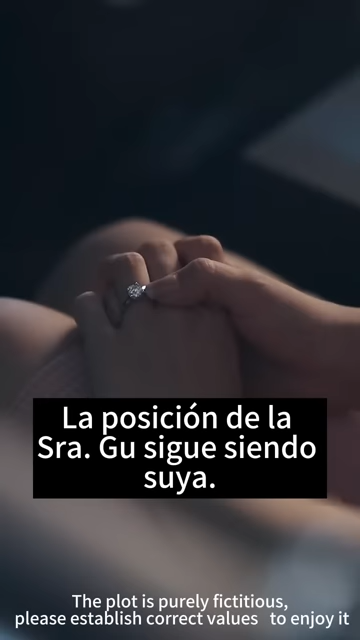 La posición de la
Sra. Gu sigue siendo
suya.
The plot is purely fictitious,
please establish correct values to enjoy it